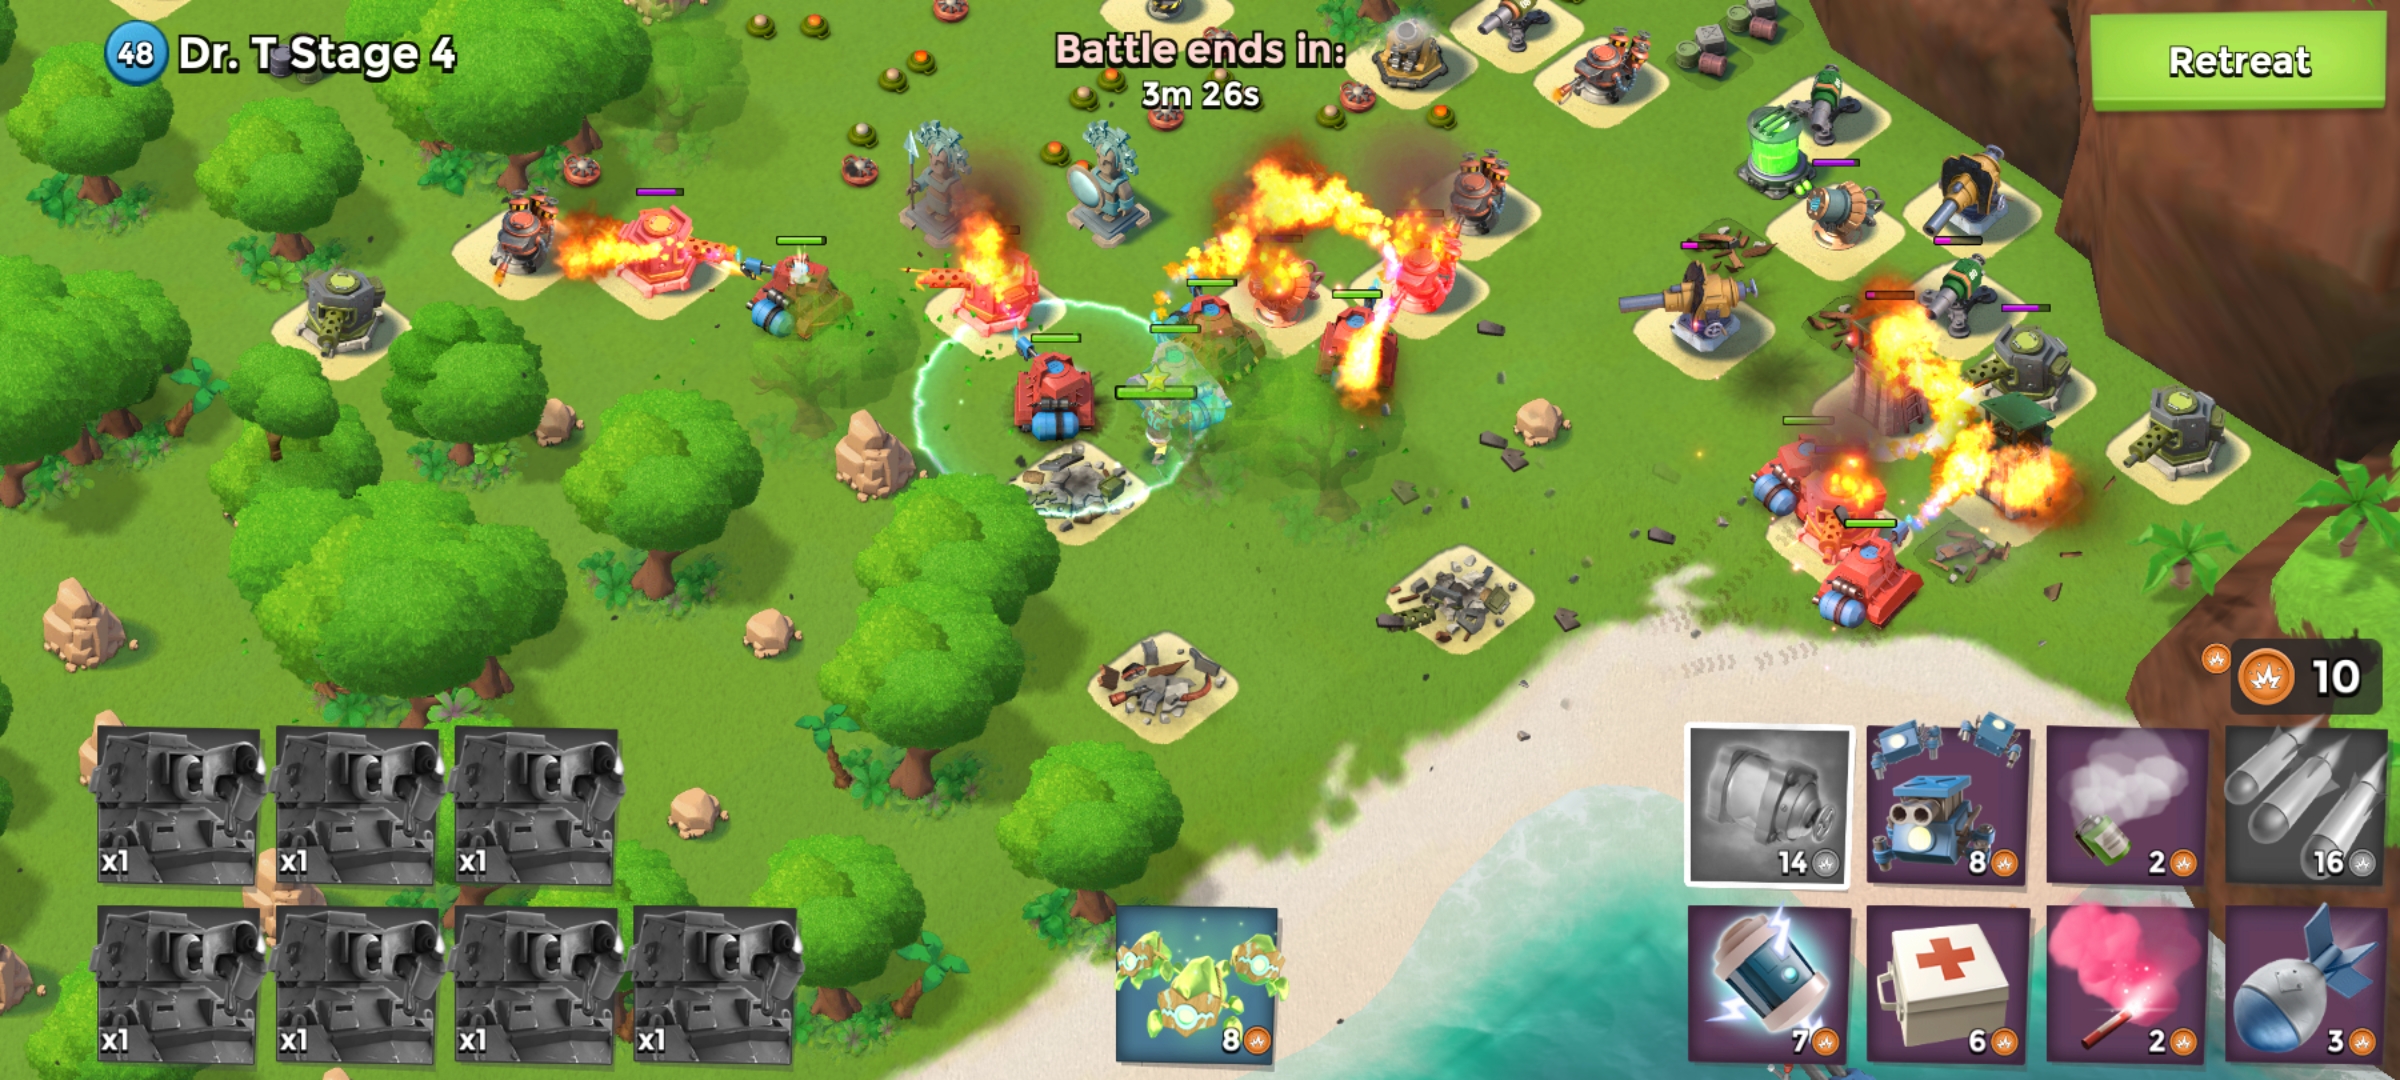 48 Dr. T Stage 4
Battle ends in:
3m 26s
Retreat
10
x1 x1 x1
14 8 2 16
x1 x1 x1 x1
8
7 6 2 3